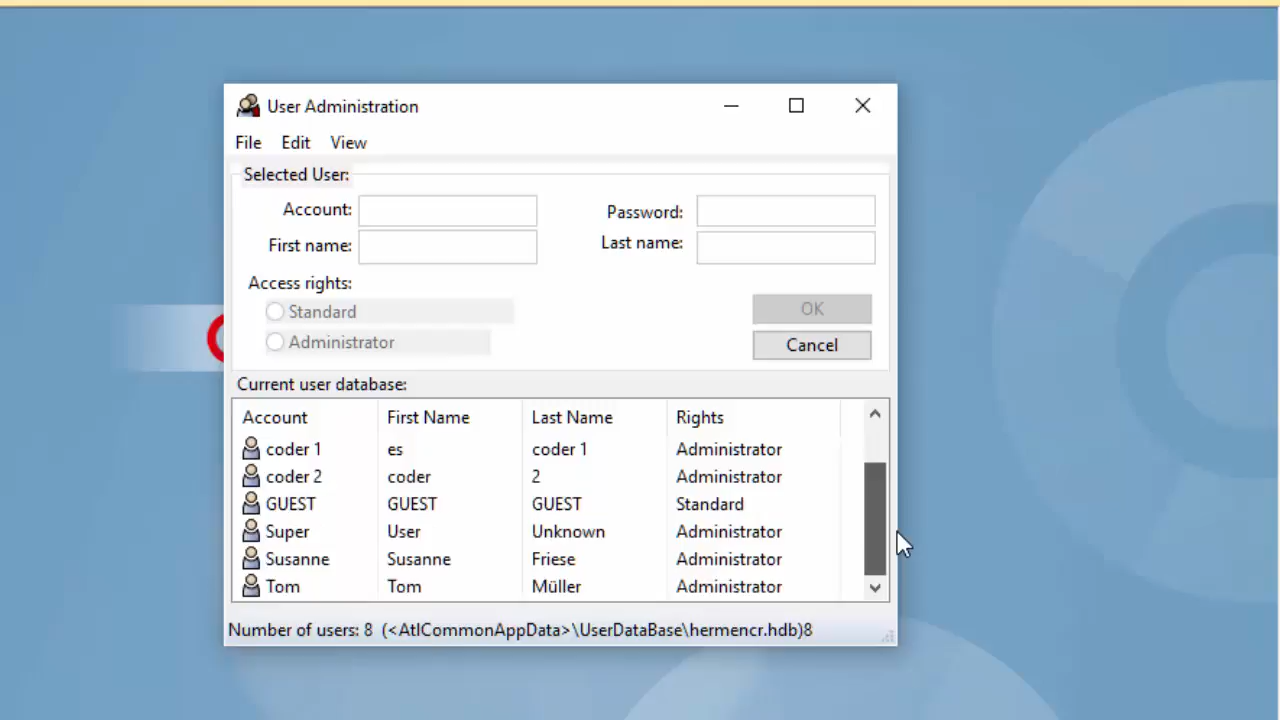 User Administration
File Edit View
Selected User:
Account: Password:
First name: Last name:
Access rights:
Standard OK
Administrator Cancel
Current user database:
Account First Name Last Name Rights
coder 1 es coder 1 Administrator
coder 2 coder 2 Administrator
GUEST GUEST GUEST Standard
Super User Unknown Administrator
Susanne Susanne Friese Administrator
Tom Tom Müller Administrator
Number of users: 8 (<AtlCommonAppData>\UserDataBase\hermencr.hdb)8